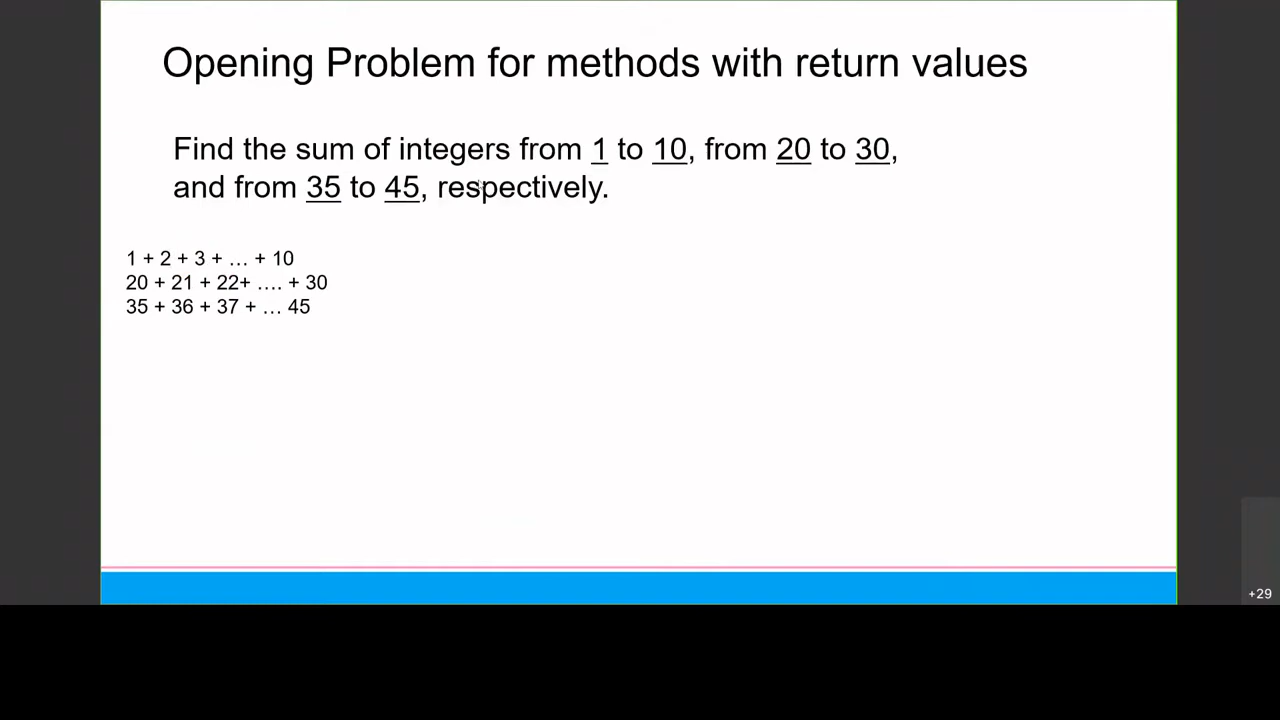 Opening Problem for methods with return values
Find the sum of integers from 1 to 10, from 20 to 30,
and from 35 to 45, respectively.
1 + 2 + 3 + … + 10
20 + 21 + 22+ …. + 30
35 + 36 + 37 + … 45
+29